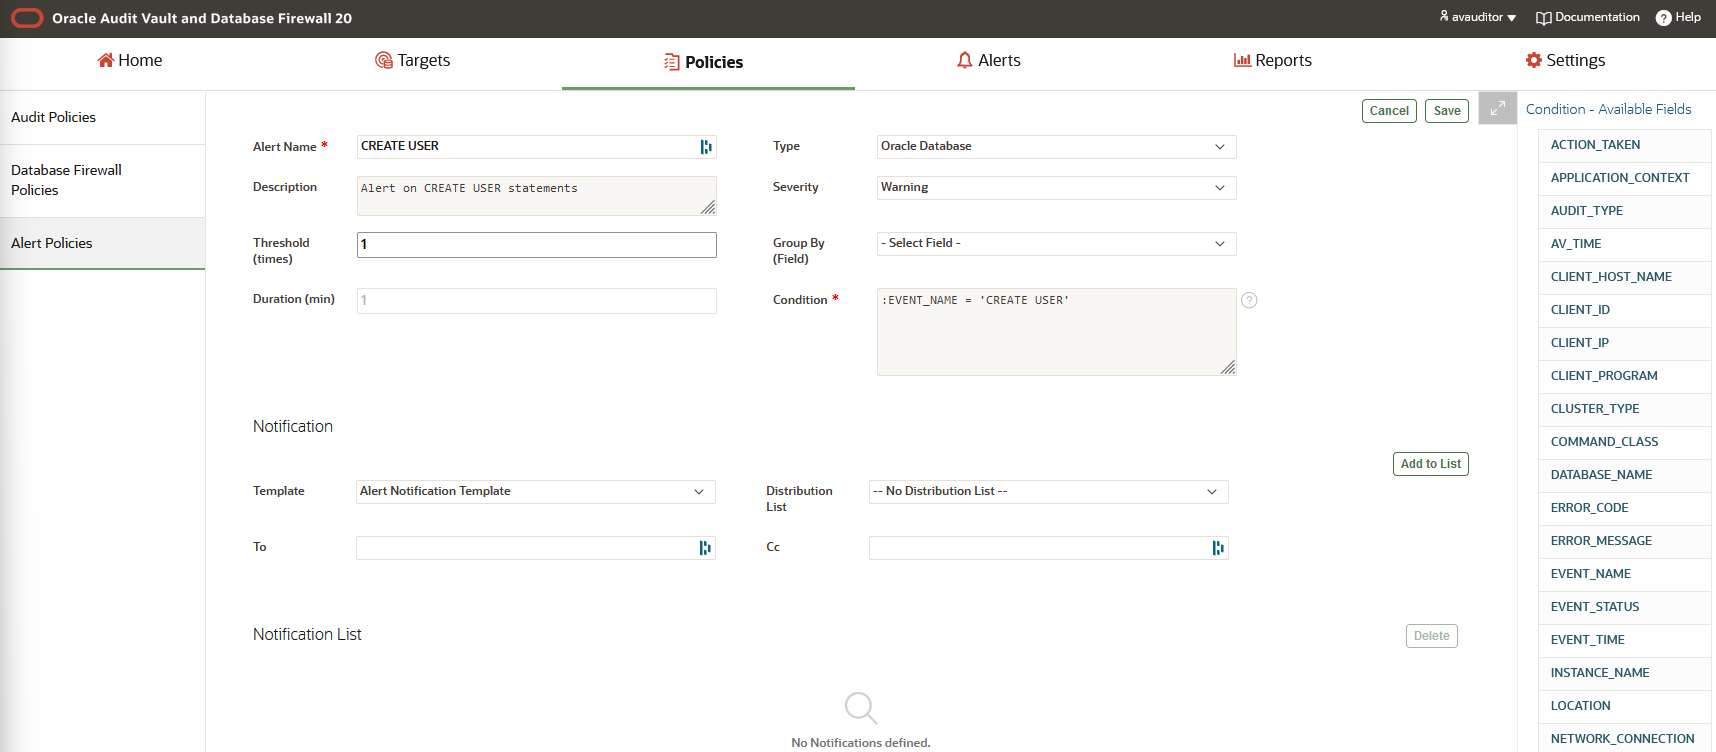 Oracle Audit Vault and Database Firewall 20
avauditor
Documentation
? Help
Home
Targets
Policies
Alerts
Reports
Settings
Audit Policies
Database Firewall
Policies
Alert Policies
Cancel
Save
Alert Name *
CREATE USER
Type
Oracle Database
Description
Alert on CREATE USER statements
Severity
Warning
Threshold
(times)
1
Group By
(Field)
- Select Field -
Duration (min)
1
Condition *
:EVENT_NAME = 'CREATE USER'
?
Notification
Add to List
Template
Alert Notification Template
Distribution
List
-- No Distribution List --
To
Cc
Notification List
Delete
No Notifications defined.
Condition - Available Fields
ACTION_TAKEN
APPLICATION_CONTEXT
AUDIT_TYPE
AV_TIME
CLIENT_HOST_NAME
CLIENT_ID
CLIENT_IP
CLIENT_PROGRAM
CLUSTER_TYPE
COMMAND_CLASS
DATABASE_NAME
ERROR_CODE
ERROR_MESSAGE
EVENT_NAME
EVENT_STATUS
EVENT_TIME
INSTANCE_NAME
LOCATION
NETWORK_CONNECTION